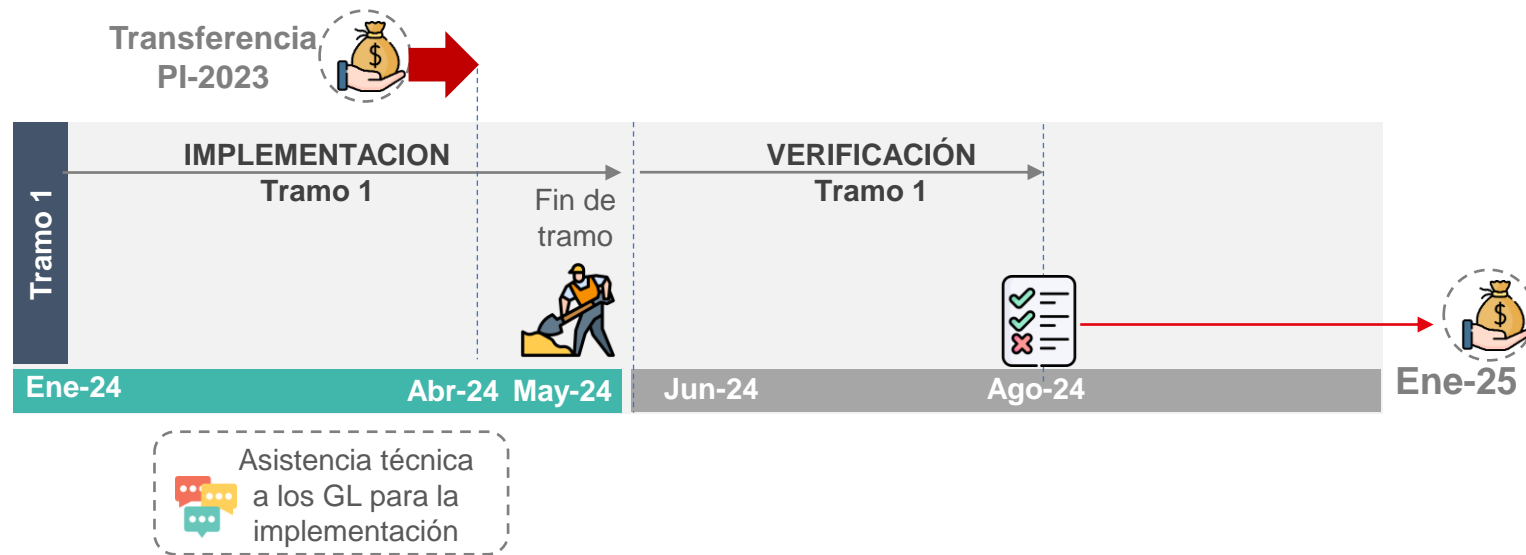 Transferencia
PI-2023
Tramo 1
IMPLEMENTACION
Tramo 1
Fin de
tramo
VERIFICACIÓN
Tramo 1
Ene-24
Abr-24
May-24
Jun-24
Ago-24
Ene-25
Asistencia técnica
a los GL para la
implementación